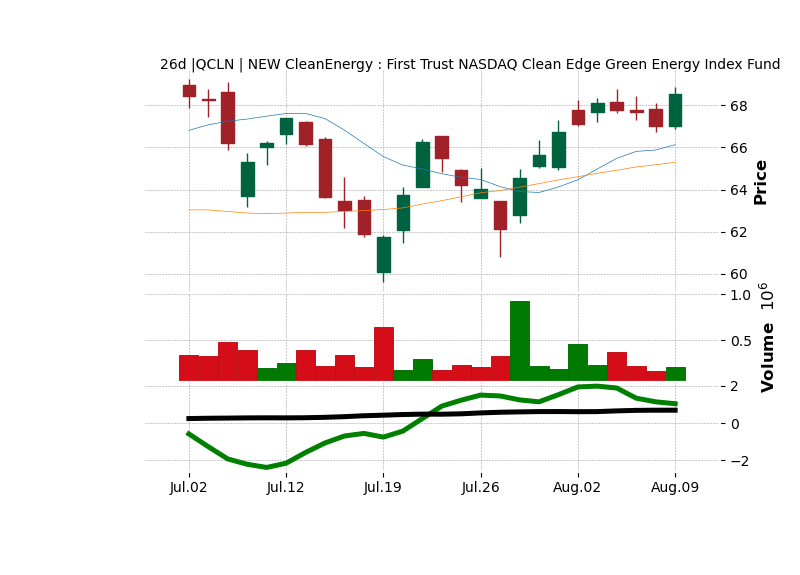 26d |QCLN | NEW CleanEnergy : First Trust NASDAQ Clean Edge Green Energy Index Fund
68
66
64
62
60
Price
1.0
0.5
Volume 10^6
2
0
−2
Jul.02 Jul.12 Jul.19 Jul.26 Aug.02 Aug.09